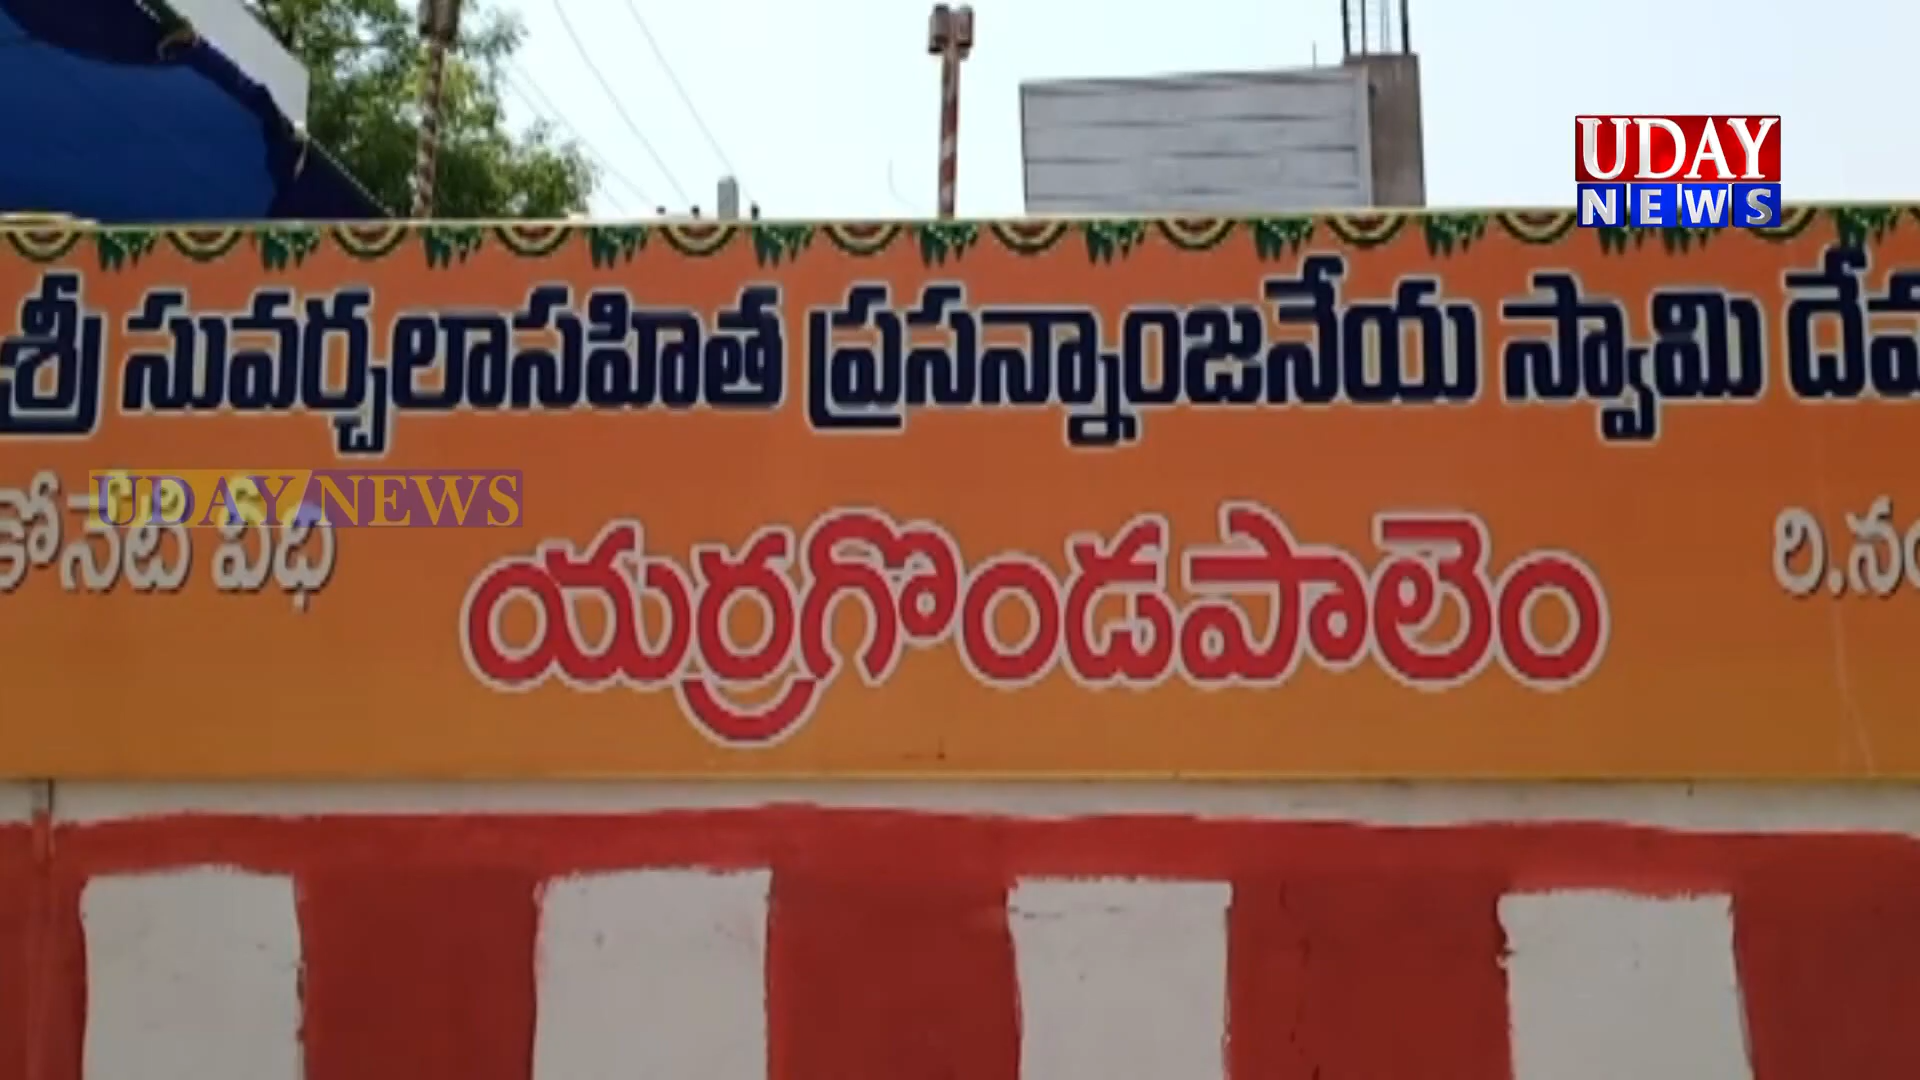 UDAY
NEWS
శ్రీ సువర్చలాసహిత ప్రసన్నాంజనేయ స్వామి
UDAY NEWS
కోనేటి వీధి
యర్రగొండపాలెం
రి.నం